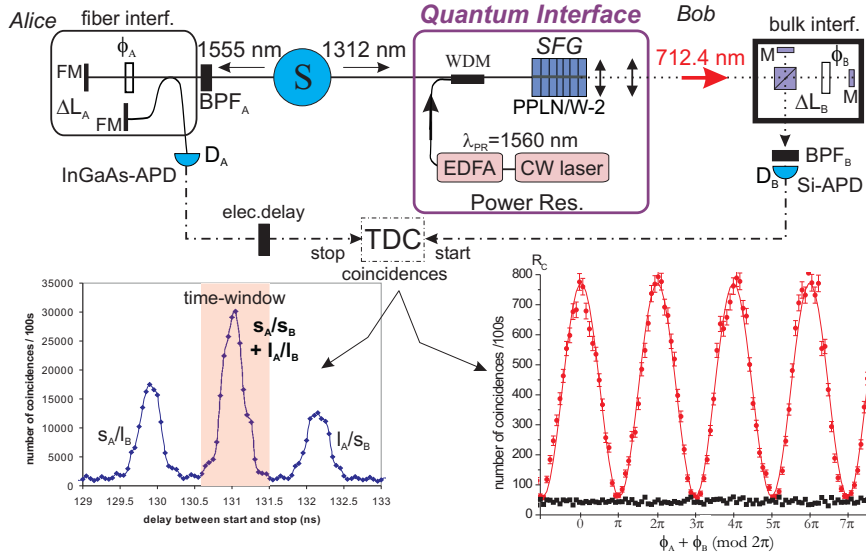 Alice
fiber interf.
ϕA
FM
ΔLA
FM
BPFA
1555 nm
S
1312 nm
DA
InGaAs-APD
Quantum Interface
WDM
SFG
PPLN/W-2
λPR=1560 nm
EDFA
CW laser
Power Res.
Bob
712.4 nm
bulk interf.
M
ϕB
M
ΔLB
BPFB
DB
Si-APD
elec.delay
stop
TDC
start
coincidences
number of coincidences / 100s
35000
30000
25000
20000
15000
10000
5000
0
time-window
sA/sB
+ lA/lB
sA/lB
lA/sB
129 129.5 130 130.5 131 131.5 132 132.5 133
delay between start and stop (ns)
RC
number of coincidences /100s
800
700
600
500
400
300
200
100
0
0 π 2π 3π 4π 5π 6π 7π
ϕA + ϕB (mod 2π)